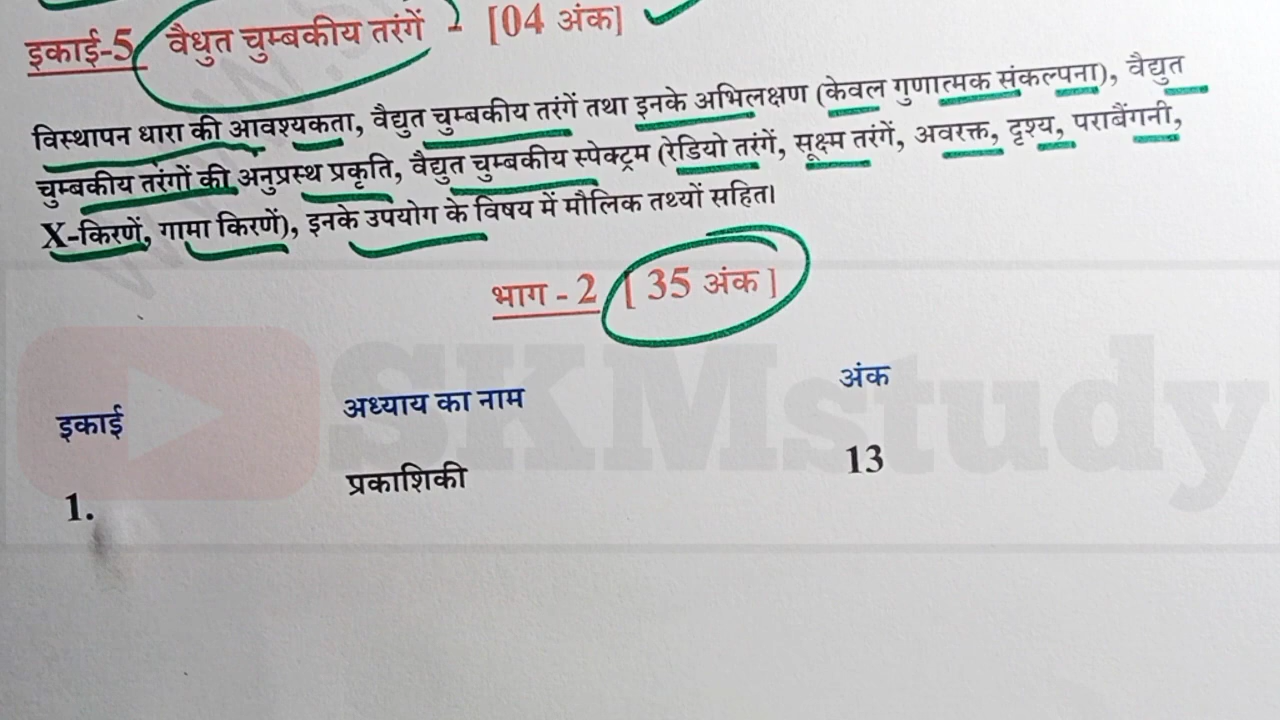 इकाई-5 वैधुत चुम्बकीय तरंगें - [04 अंक]
विस्थापन धारा की आवश्यकता, वैद्युत चुम्बकीय तरंगें तथा इनके अभिलक्षण (केवल गुणात्मक संकल्पना), वैद्युत
चुम्बकीय तरंगों की अनुप्रस्थ प्रकृति, वैद्युत चुम्बकीय स्पेक्ट्रम (रेडियो तरंगें, सूक्ष्म तरंगें, अवरक्त, दृश्य, पराबैंगनी,
X-किरणें, गामा किरणें), इनके उपयोग के विषय में मौलिक तथ्यों सहित।
भाग - 2 [ 35 अंक ]
इकाई अध्याय का नाम अंक
1. प्रकाशिकी 13
SKMstudy